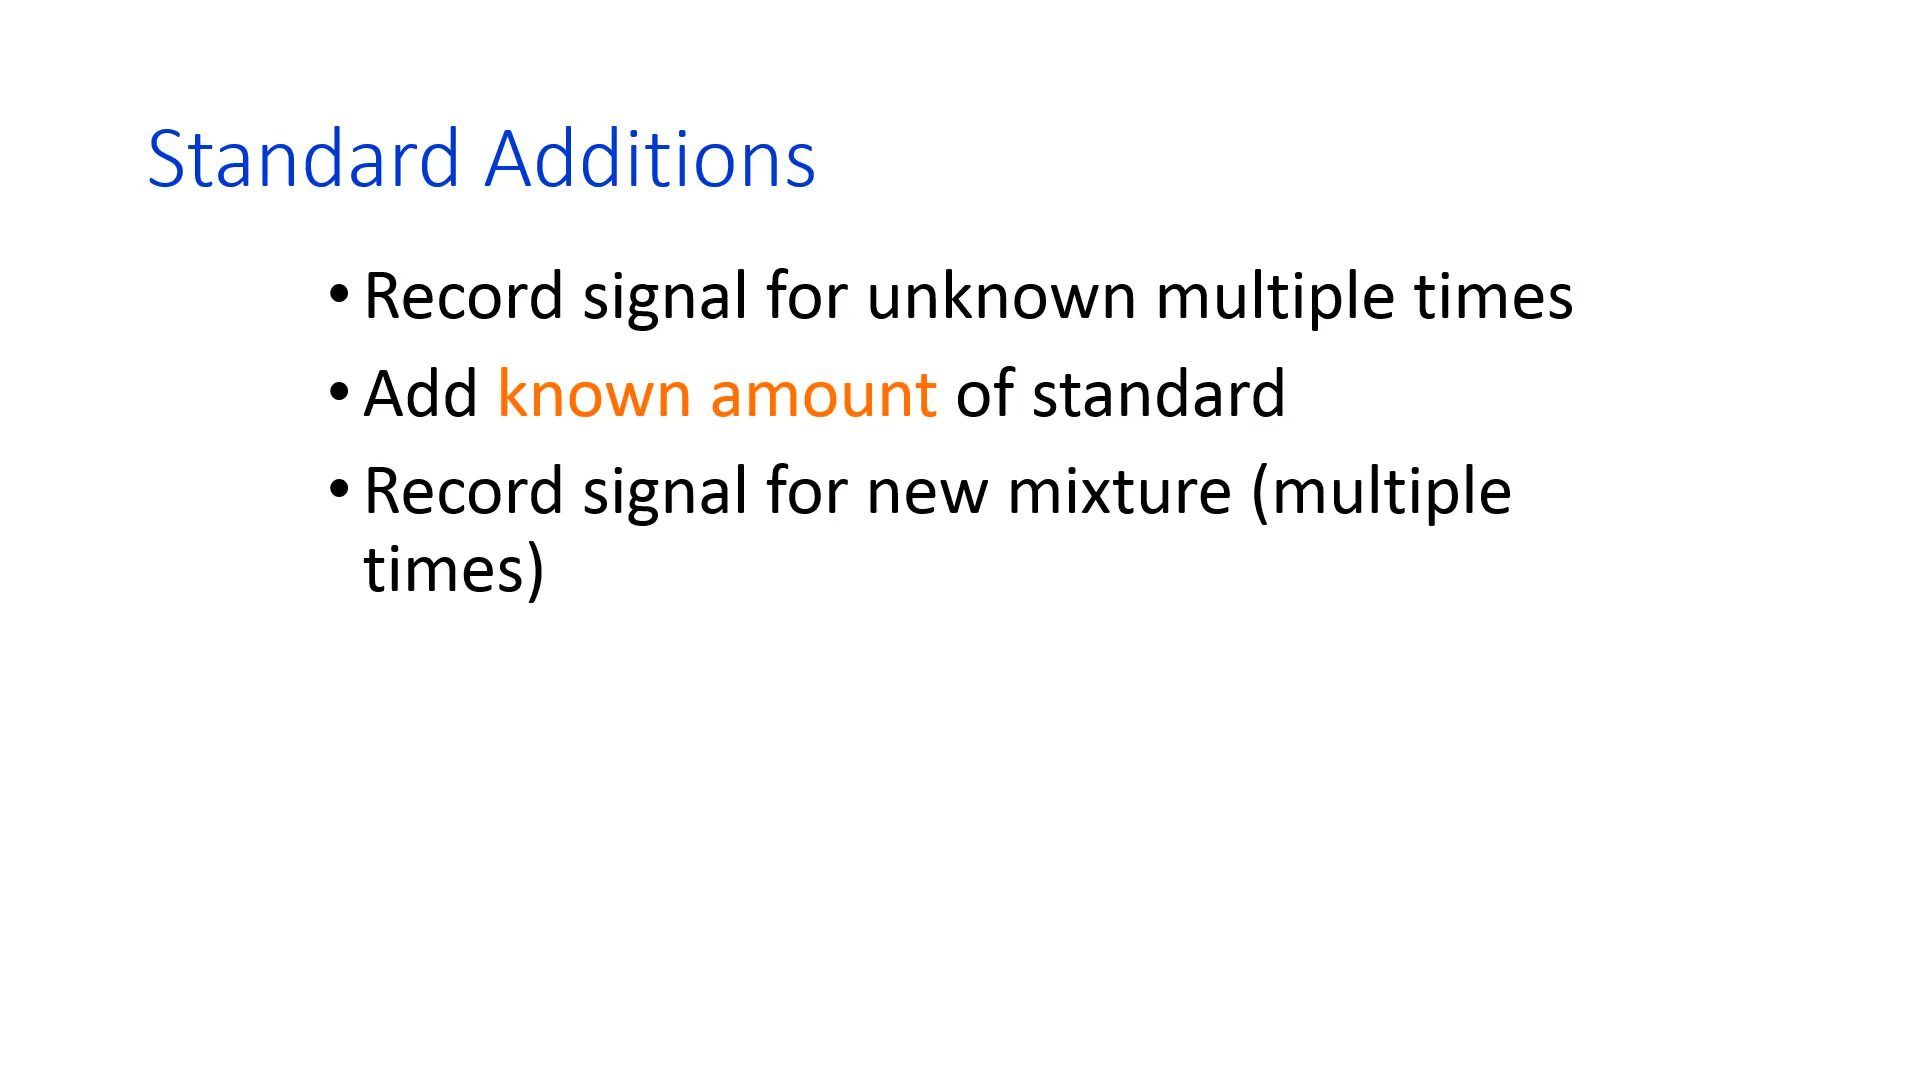 Standard Additions
• Record signal for unknown multiple times
• Add known amount of standard
• Record signal for new mixture (multiple
times)